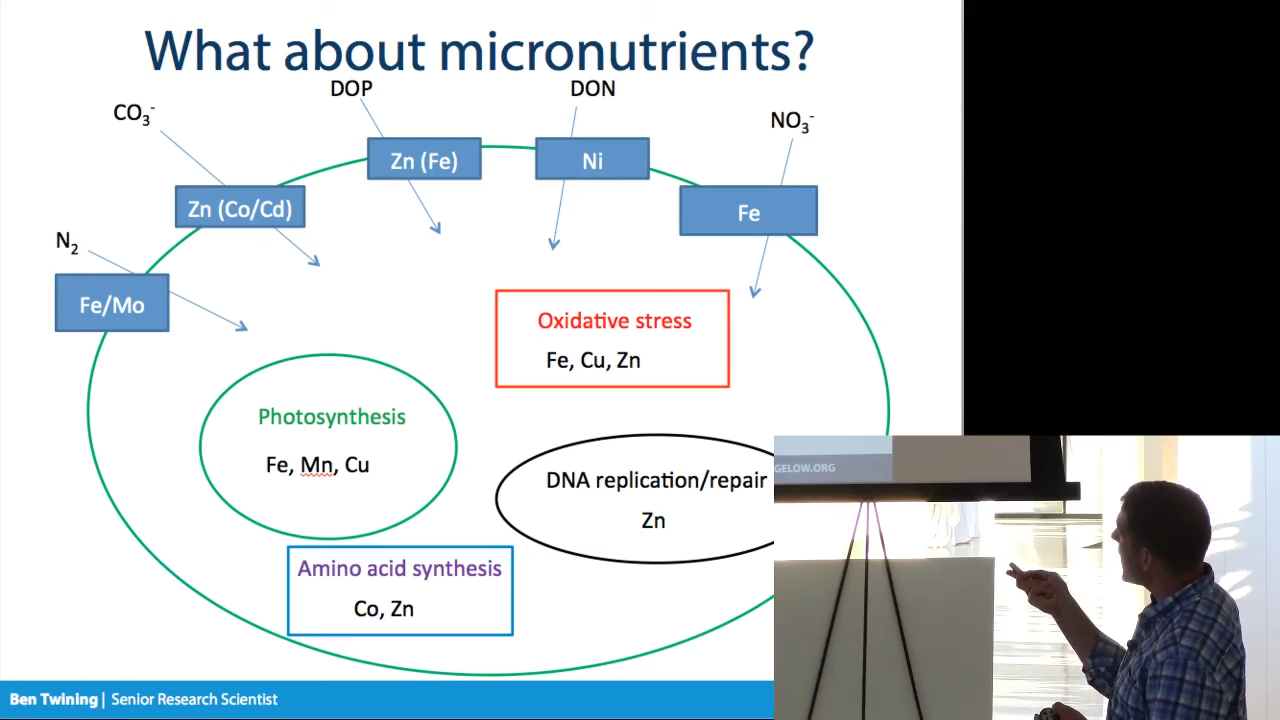 What about micronutrients?
DOP
DON
CO3-
NO3-
Zn (Fe)
Ni
Zn (Co/Cd)
Fe
N2
Fe/Mo
Oxidative stress
Fe, Cu, Zn
Photosynthesis
Fe, Mn, Cu
DNA replication/repair
Zn
Amino acid synthesis
Co, Zn
GELOW.ORG
Ben Twining | Senior Research Scientist